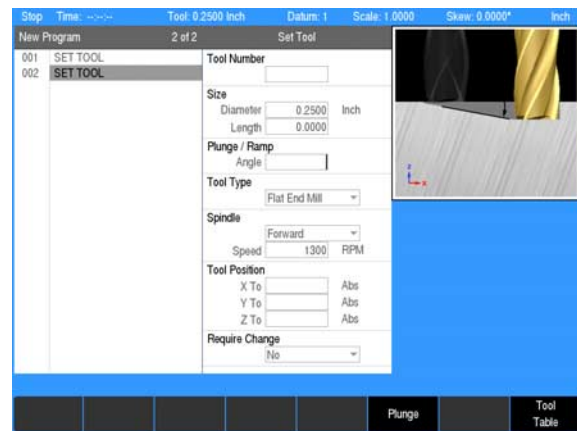 Stop Time: --:--:-- Tool: 0.2500 Inch Datum: 1 Scale: 1.0000 Skew: 0.0000° Inch
New Program 2 of 2 Set Tool
001 SET TOOL
002 SET TOOL
Tool Number
Size
Diameter 0.2500 Inch
Length 0.0000
Plunge / Ramp
Angle
Tool Type
Flat End Mill
Spindle
Forward
Speed 1300 RPM
Tool Position
X To Abs
Y To Abs
Z To Abs
Require Change
No
z
x
Plunge
Tool
Table